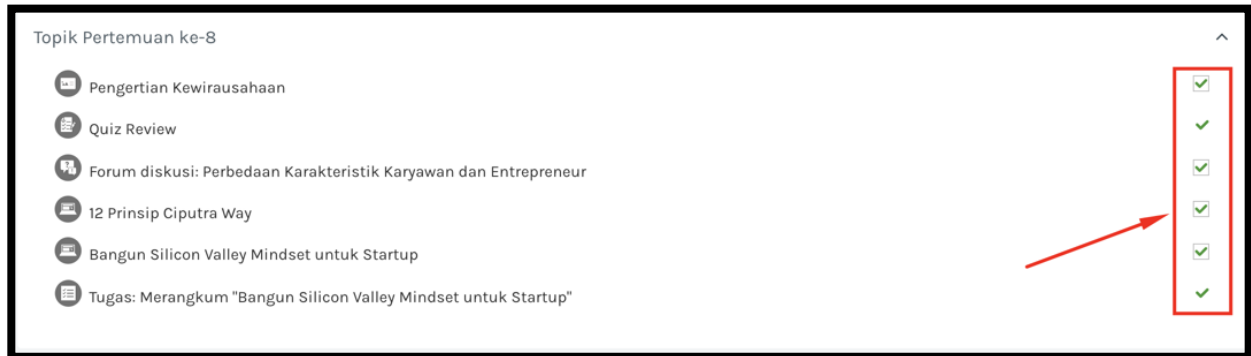 Topik Pertemuan ke-8
Pengertian Kewirausahaan
Quiz Review
Forum diskusi: Perbedaan Karakteristik Karyawan dan Entrepreneur
12 Prinsip Ciputra Way
Bangun Silicon Valley Mindset untuk Startup
Tugas: Merangkum "Bangun Silicon Valley Mindset untuk Startup"